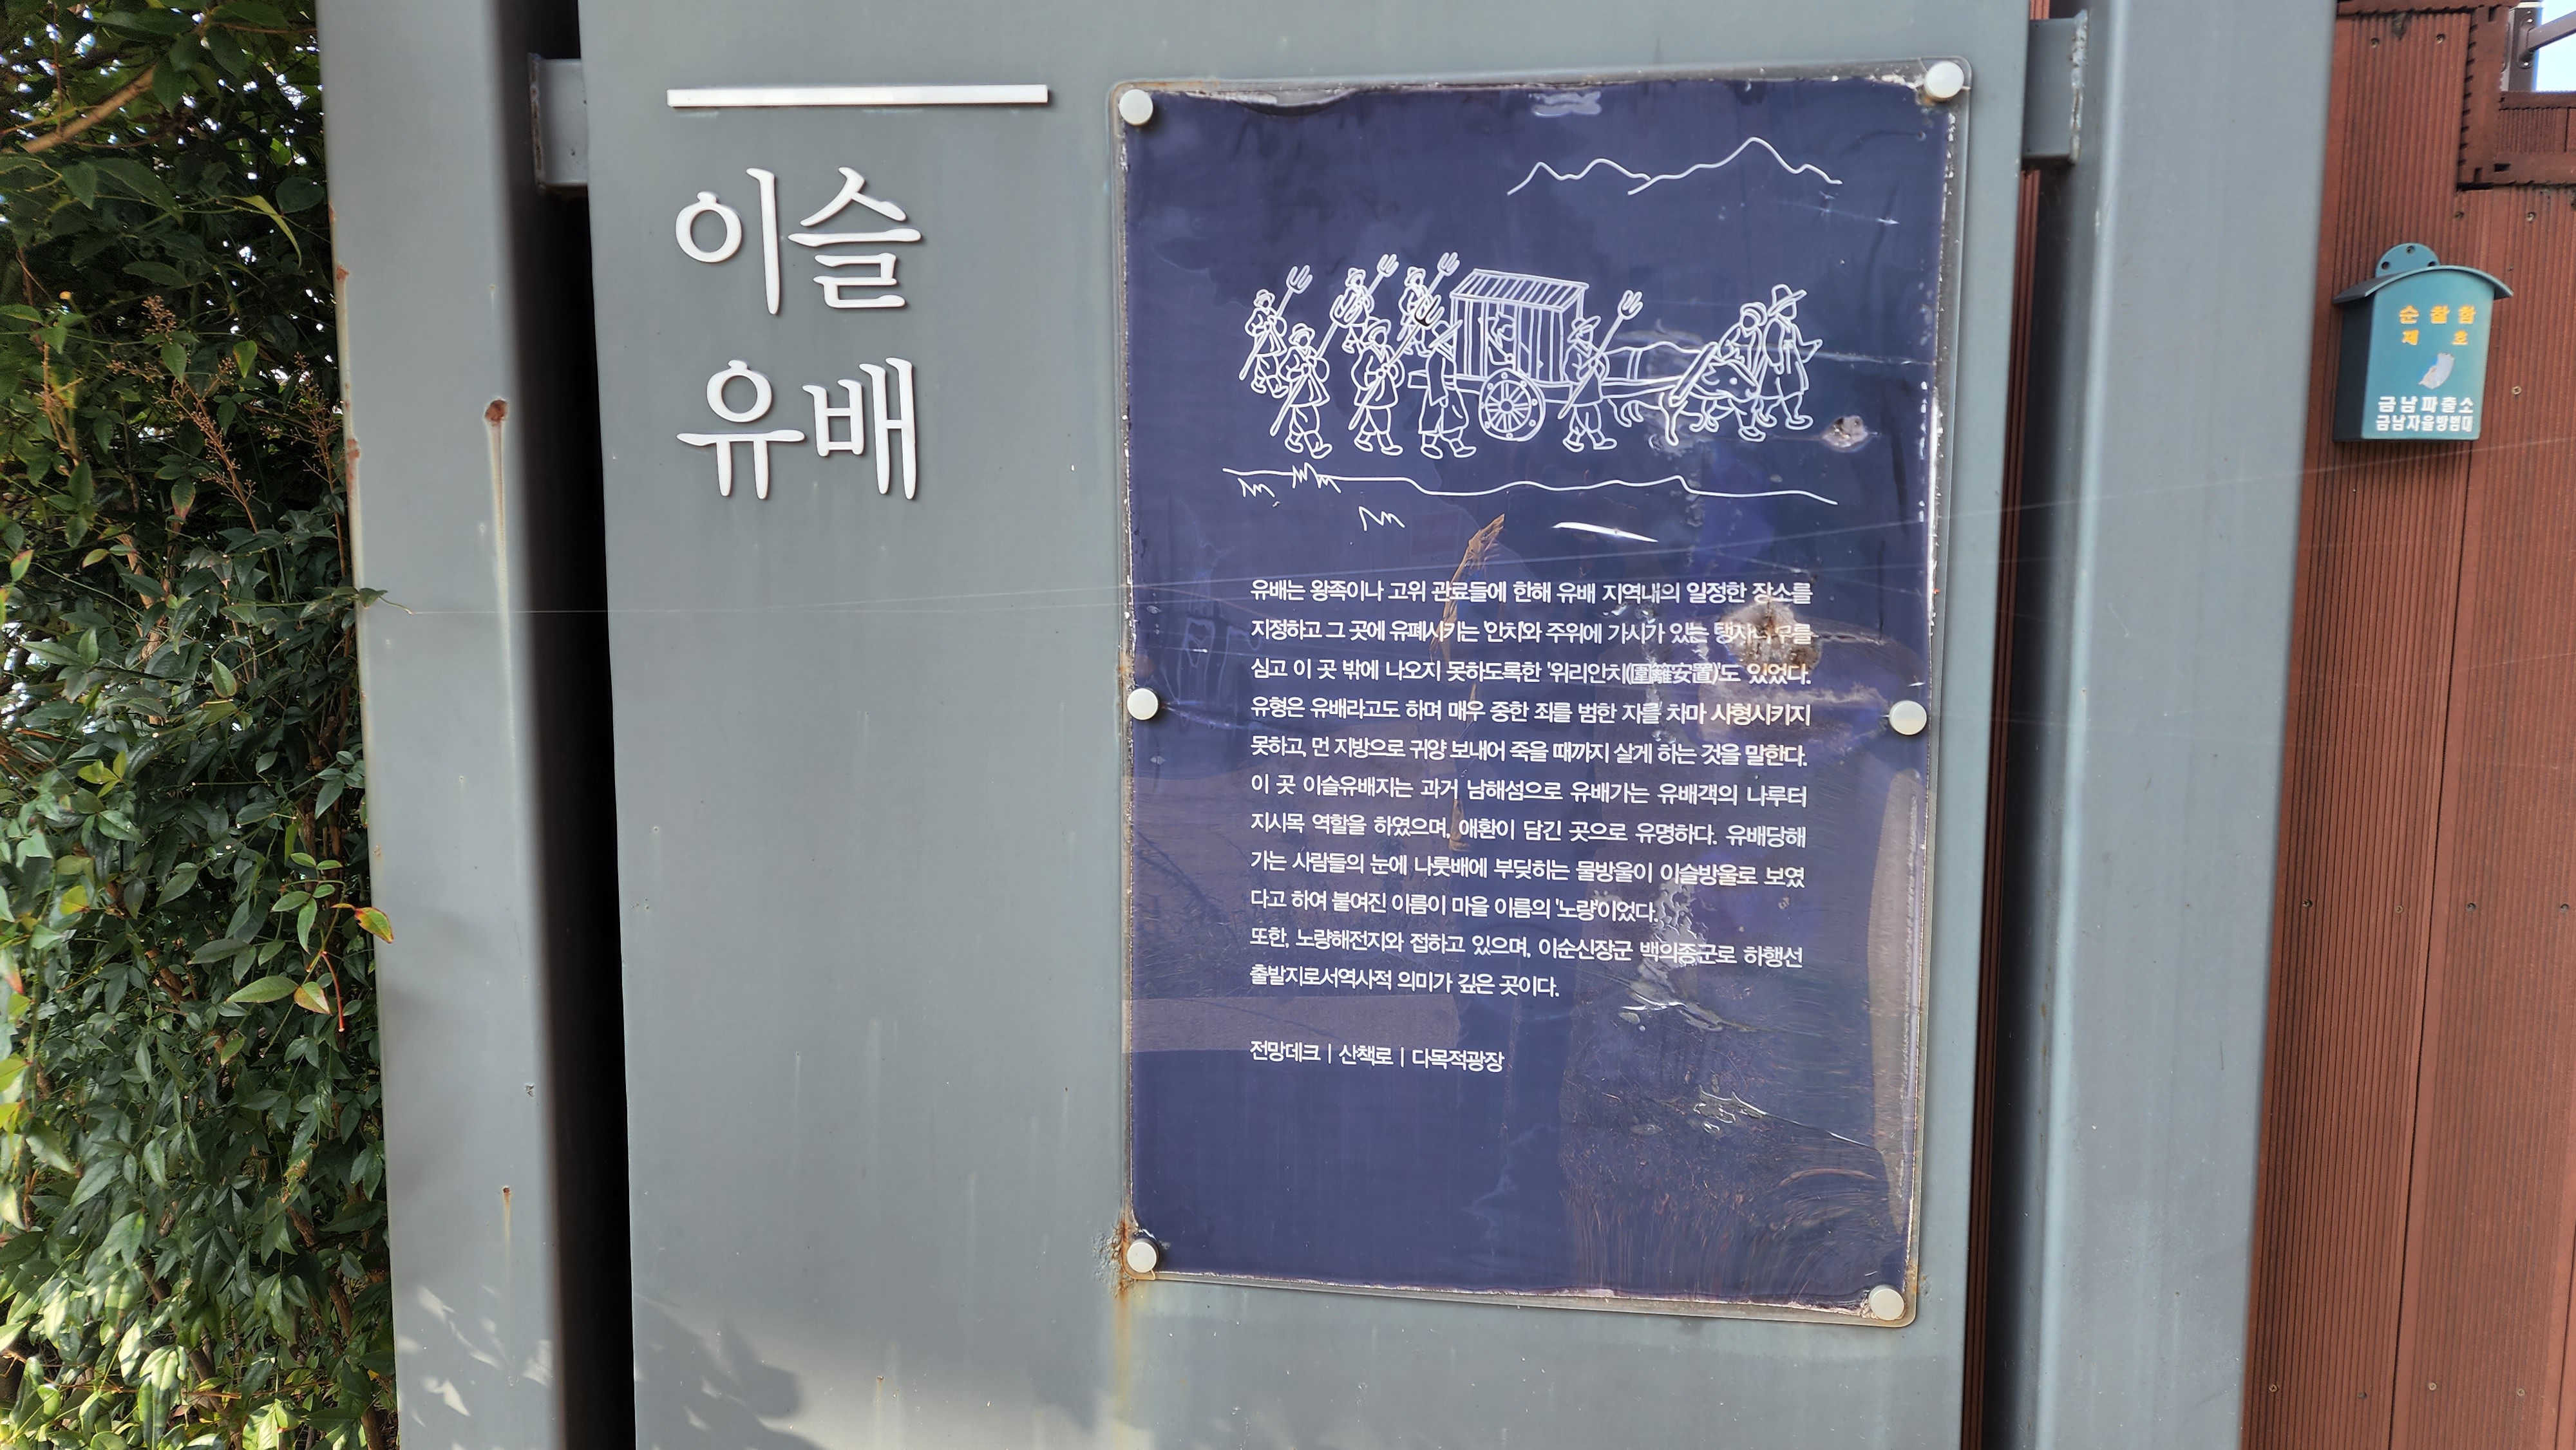 이슬
유배
유배는 왕족이나 고위 관료들에 한해 유배 지역내의 일정한 장소를
지정하고 그 곳에 유폐시키는 '안치'와 주위에 가시가 있는
심고 이 곳 밖에 나오지 못하도록한 '위리안치(圍籬安置)'도 있었다.
유형은 유배라고도 하며 매우 중한 죄를 범한 자를 차마 사형시키지
못하고, 먼 지방으로 귀양 보내어 죽을 때까지 살게 하는 것을 말한다.
이 곳 이슬유배지는 과거 남해섬으로 유배가는 유배객의 나루터
지시목 역할을 하였으며, 애환이 담긴 곳으로 유명하다. 유배당해
가는 사람들의 눈에 나룻배에 부딪히는 물방울이 이슬방울로 보였
다고 하여 붙여진 이름이 마을 이름의 '노량'이었다.
또한, 노량해전지와 접하고 있으며, 이순신장군 백의종군로 하행선
출발지로서역사적 의미가 깊은 곳이다.
전망데크 | 산책로 | 다목적광장
순찰함
제 호
금남파출소
금남자율방범대